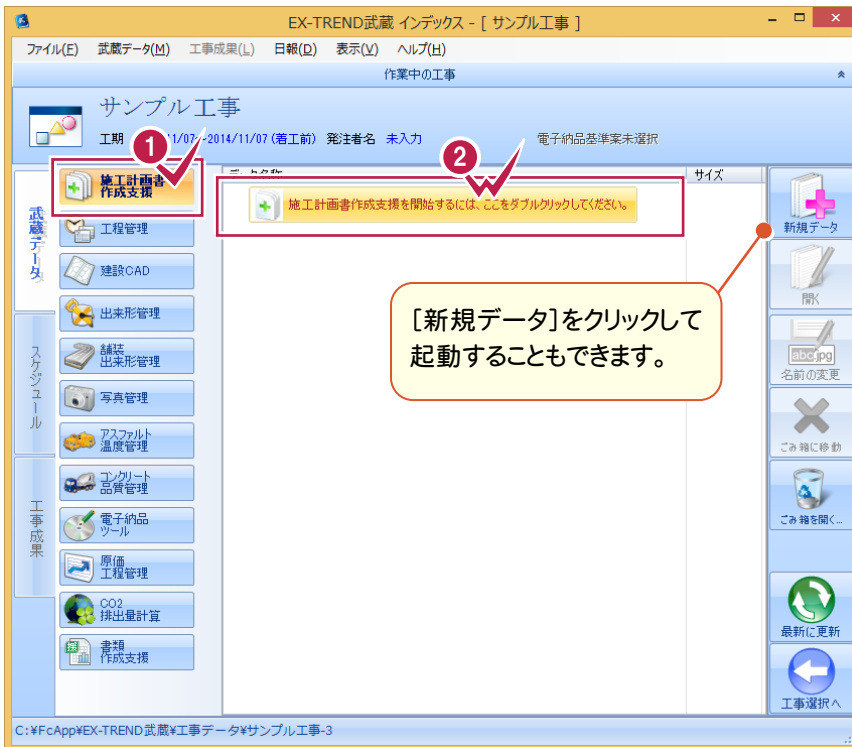 EX-TREND武蔵 インデックス - [ サンプル工事 ]
ファイル(F) 武蔵データ(M) 工事成果(L) 日報(D) 表示(V) ヘルプ(H)
作業中の工事
サンプル工事
工期 1/07～2014/11/07 (着工前) 発注者名 未入力 電子納品基準案未選択
1
2
武蔵データ
スケジュール
工事成果
施工計画書
作成支援
工程管理
建設CAD
出来形管理
舗装
出来形管理
写真管理
アスファルト
温度管理
コンクリート
品質管理
電子納品
ツール
原価
工程管理
CO2
排出量計算
書類
作成支援
データ名称 サイズ
施工計画書作成支援を開始するには、ここをダブルクリックしてください。
[新規データ]をクリックして
起動することもできます。
新規データ
開く
abc.jpg
名前の変更
ごみ箱に移動
ごみ箱を開く...
最新に更新
工事選択へ
C:¥FcApp¥EX-TREND武蔵¥工事データ¥サンプル工事-3